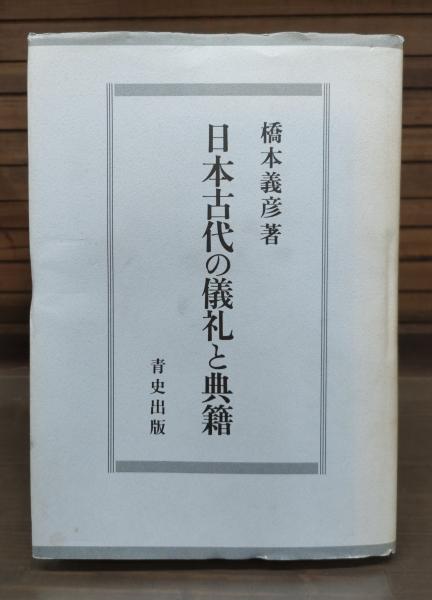 橋本義彦著
日本古代の儀礼と典籍
青史出版